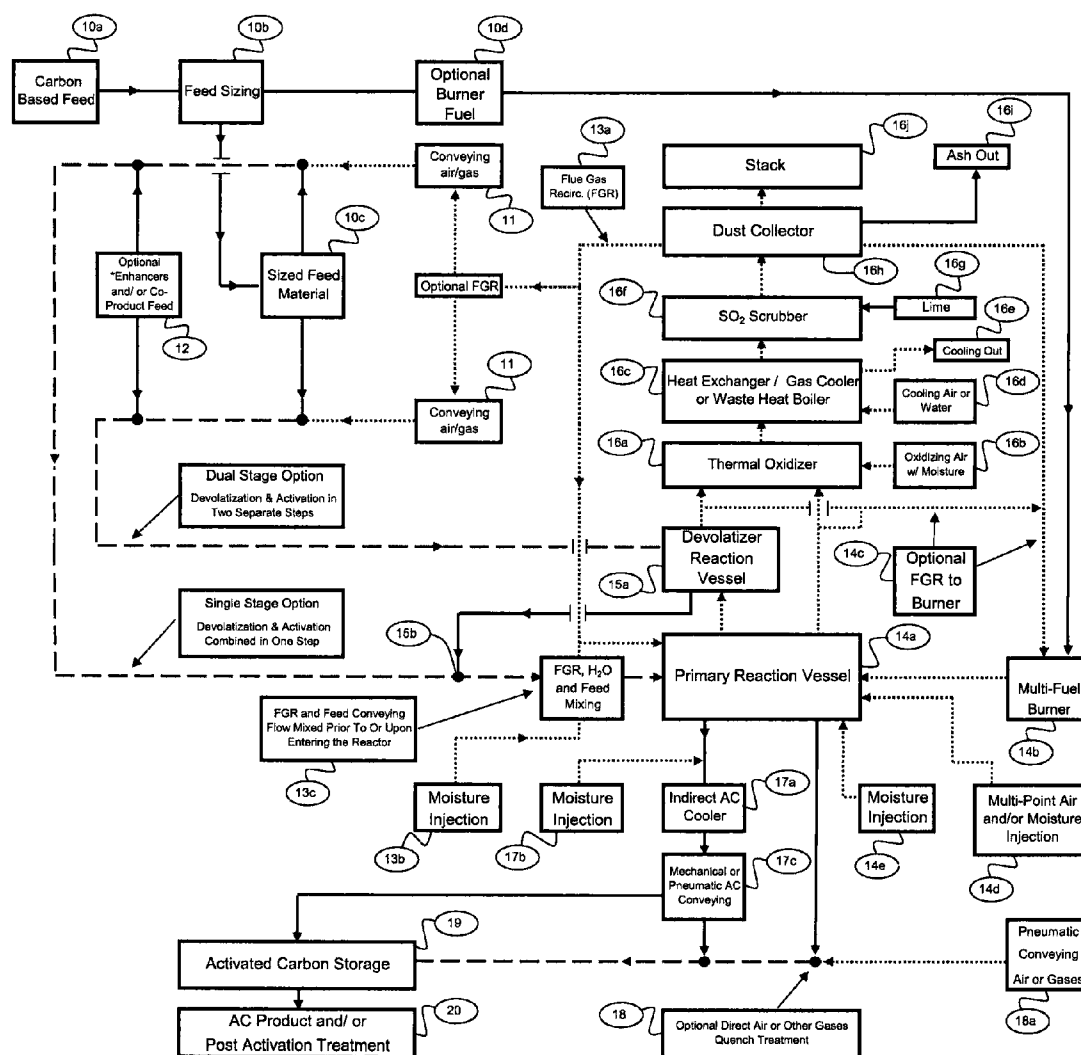 10a
10b
10d
Carbon
Based Feed
Feed Sizing
Optional
Burner
Fuel
13a
16j
16i
Ash Out
Conveying
air/gas
Flue Gas
Recirc. (FGR)
Stack
11
10c
Dust Collector
16h
16g
Optional
*Enhancers
and/ or Co-
Product Feed
Sized Feed
Material
Optional FGR
16f
SO₂ Scrubber
Lime
16e
12
11
16c
Heat Exchanger / Gas Cooler
or Waste Heat Boiler
Cooling Out
16d
Cooling Air or
Water
Conveying
air/gas
16a
Thermal Oxidizer
16b
Oxidizing Air
w/ Moisture
Dual Stage Option
Devolatization & Activation in
Two Separate Steps
Devolatizer
Reaction
Vessel
15a
14c
Optional
FGR to
Burner
Single Stage Option
Devolatization & Activation
Combined in One Step
15b
14a
FGR, H₂O
and Feed
Mixing
Primary Reaction Vessel
Multi-Fuel
Burner
14b
FGR and Feed Conveying
Flow Mixed Prior To Or Upon
Entering the Reactor
13c
Moisture
Injection
13b
Moisture
Injection
17b
17a
Indirect AC
Cooler
Moisture
Injection
14e
Multi-Point Air
and/or Moisture
Injection
14d
17c
Mechanical or
Pneumatic AC
Conveying
19
Activated Carbon Storage
Pneumatic
Conveying
Air or Gases
18a
20
AC Product and/ or
Post Activation Treatment
18
Optional Direct Air or Other Gases
Quench Treatment